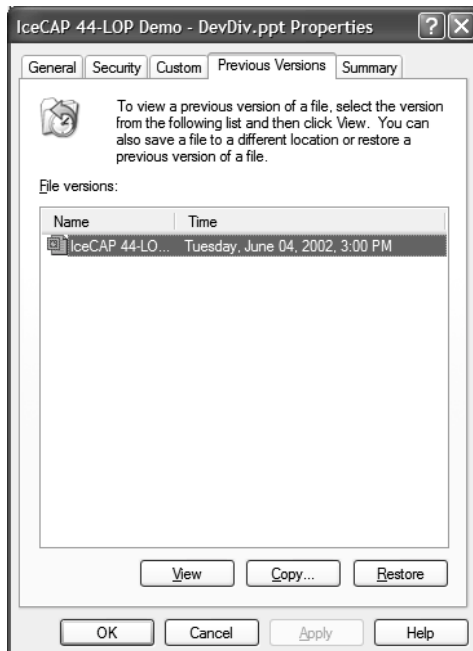 IceCAP 44-LOP Demo - DevDiv.ppt Properties
General Security Custom Previous Versions Summary
To view a previous version of a file, select the version
from the following list and then click View. You can
also save a file to a different location or restore a
previous version of a file.
File versions:
Name Time
IceCAP 44-LO... Tuesday, June 04, 2002, 3:00 PM
View Copy... Restore
OK Cancel Apply Help